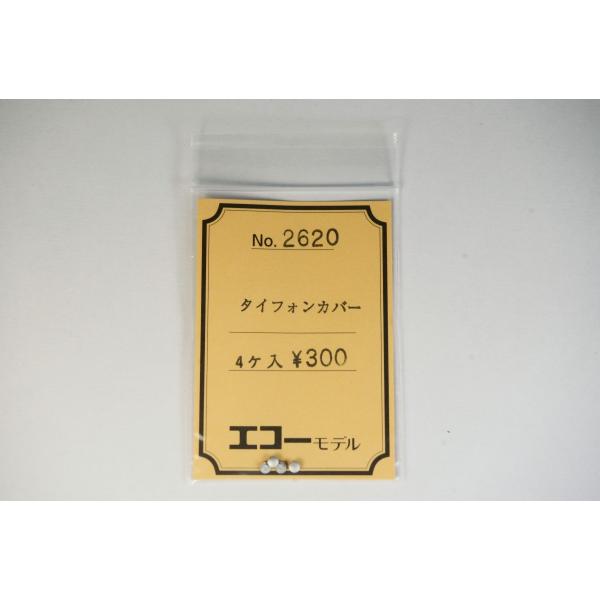 No. 2620
タイフォンカバー
4ケ入 ¥300
エコーモデル